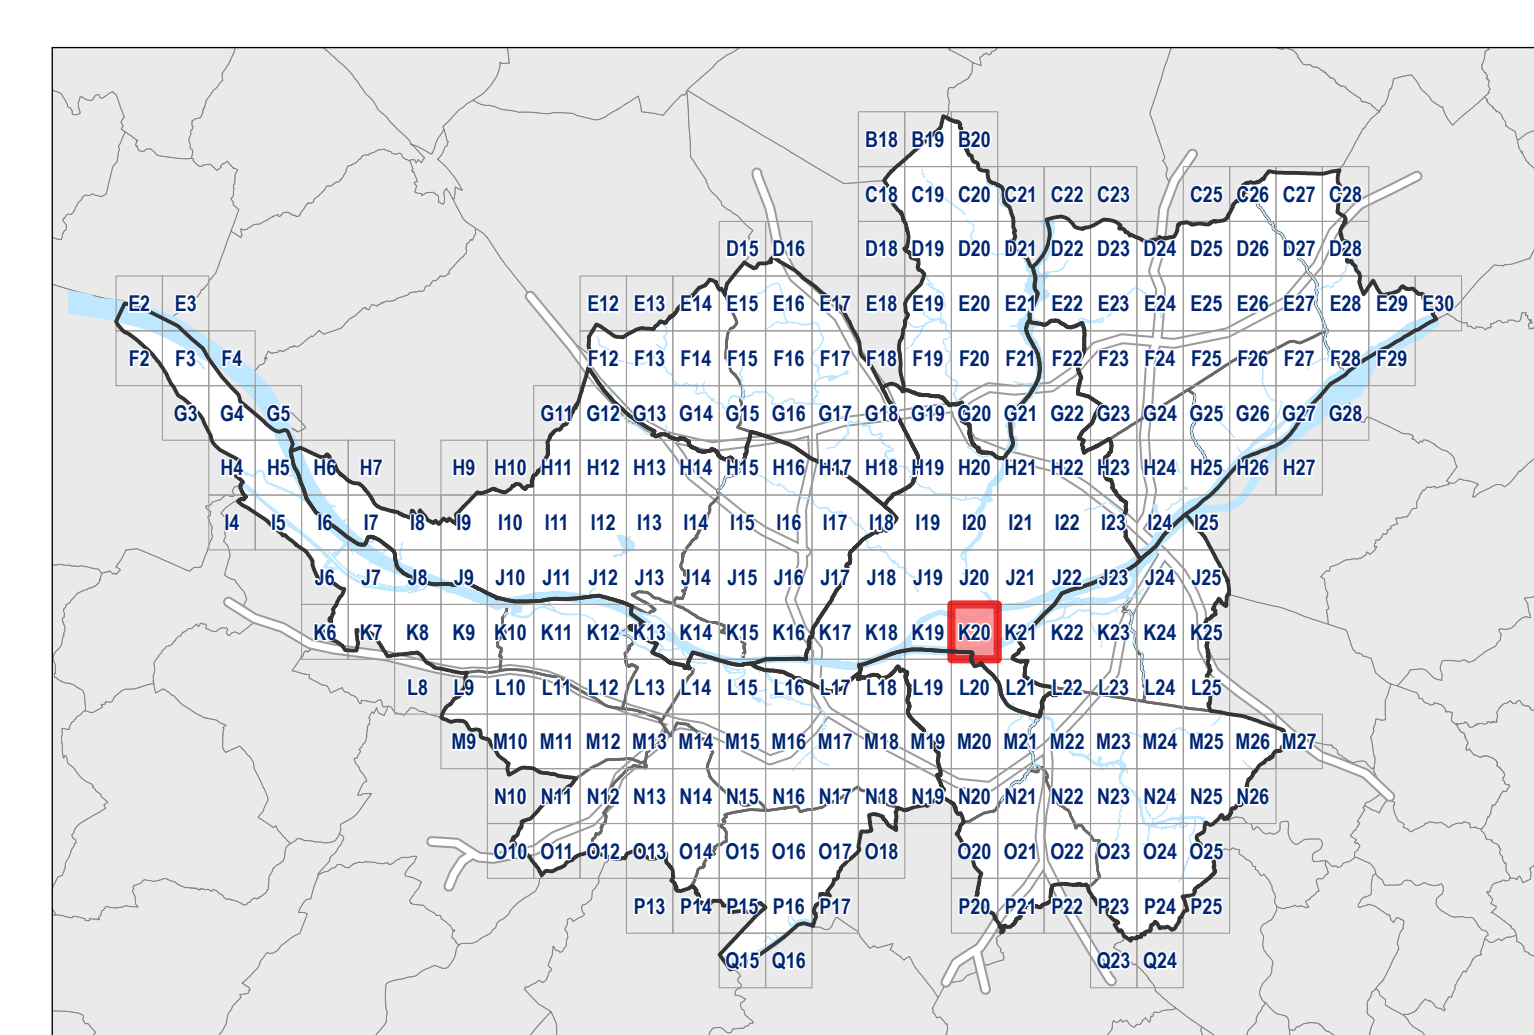 B18 B19 B20
C18 C19 C20 C21 C22 C23 C25 C26 C27 C28
D15 D16 D18 D19 D20 D21 D22 D23 D24 D25 D26 D27 D28
E2 E3 E12 E13 E14 E15 E16 E17 E18 E19 E20 E21 E22 E23 E24 E25 E26 E27 E28 E29 E30
F2 F3 F4 F12 F13 F14 F15 F16 F17 F18 F19 F20 F21 F22 F23 F24 F25 F26 F27 F28 F29
G3 G4 G5 G11 G12 G13 G14 G15 G16 G17 G18 G19 G20 G21 G22 G23 G24 G25 G26 G27 G28
H4 H5 H6 H7 H9 H10 H11 H12 H13 H14 H15 H16 H17 H18 H19 H20 H21 H22 H23 H24 H25 H26 H27
I4 I5 I6 I7 I8 I9 I10 I11 I12 I13 I14 I15 I16 I17 I18 I19 I20 I21 I22 I23 I24 I25
J6 J7 J8 J9 J10 J11 J12 J13 J14 J15 J16 J17 J18 J19 J20 J21 J22 J23 J24 J25
K6 K7 K8 K9 K10 K11 K12 K13 K14 K15 K16 K17 K18 K19 K20 K21 K22 K23 K24 K25
L8 L9 L10 L11 L12 L13 L14 L15 L16 L17 L18 L19 L20 L21 L22 L23 L24 L25
M9 M10 M11 M12 M13 M14 M15 M16 M17 M18 M19 M20 M21 M22 M23 M24 M25 M26 M27
N10 N11 N12 N13 N14 N15 N16 N17 N18 N19 N20 N21 N22 N23 N24 N25 N26
O10 O11 O12 O13 O14 O15 O16 O17 O18 O20 O21 O22 O23 O24 O25
P13 P14 P15 P16 P17 P20 P21 P22 P23 P24 P25
Q15 Q16 Q23 Q24